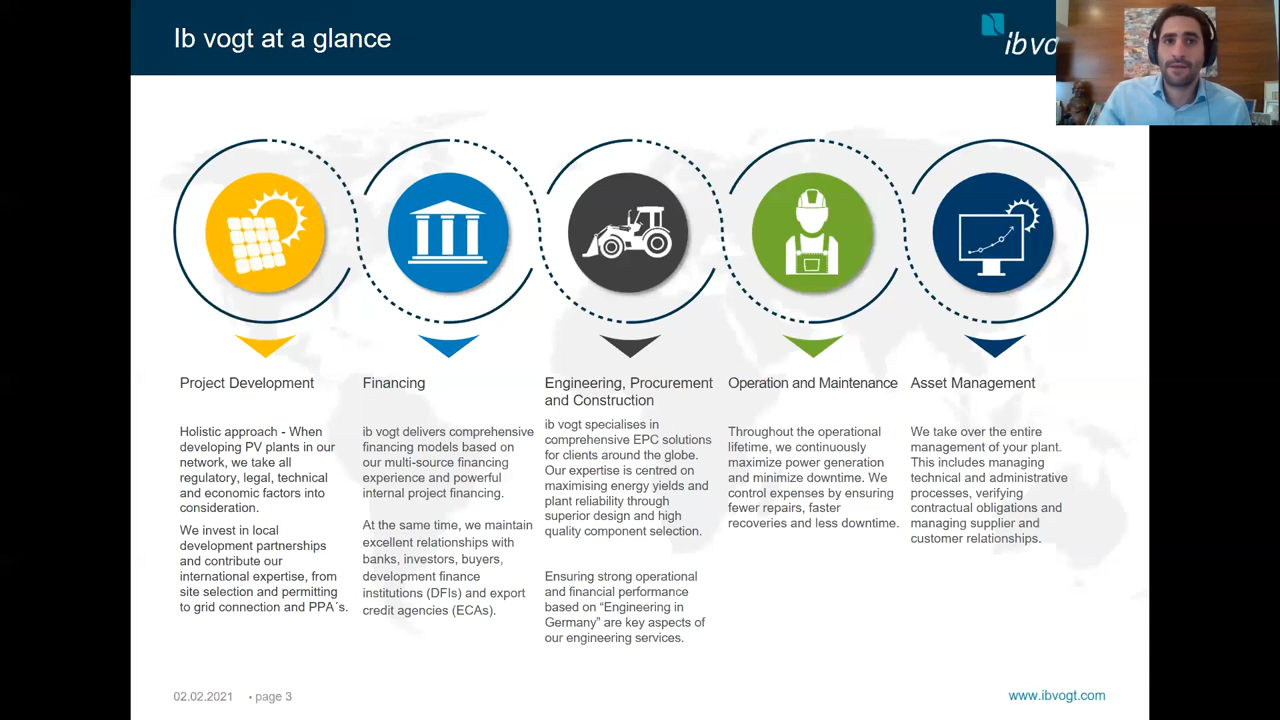 Ib vogt at a glance
Project Development
Holistic approach - When
developing PV plants in our
network, we take all
regulatory, legal, technical
and economic factors into
consideration.
We invest in local
development partnerships
and contribute our
international expertise, from
site selection and permitting
to grid connection and PPA´s.
Financing
ib vogt delivers comprehensive
financing models based on
our multi-source financing
experience and powerful
internal project financing.
At the same time, we maintain
excellent relationships with
banks, investors, buyers,
development finance
institutions (DFIs) and export
credit agencies (ECAs).
Engineering, Procurement
and Construction
ib vogt specialises in
comprehensive EPC solutions
for clients around the globe.
Our expertise is centred on
maximising energy yields and
plant reliability through
superior design and high
quality component selection.
Ensuring strong operational
and financial performance
based on “Engineering in
Germany” are key aspects of
our engineering services.
Operation and Maintenance
Throughout the operational
lifetime, we continuously
maximize power generation
and minimize downtime. We
control expenses by ensuring
fewer repairs, faster
recoveries and less downtime.
Asset Management
We take over the entire
management of your plant.
This includes managing
technical and administrative
processes, verifying
contractual obligations and
managing supplier and
customer relationships.
02.02.2021 • page 3
www.ibvogt.com